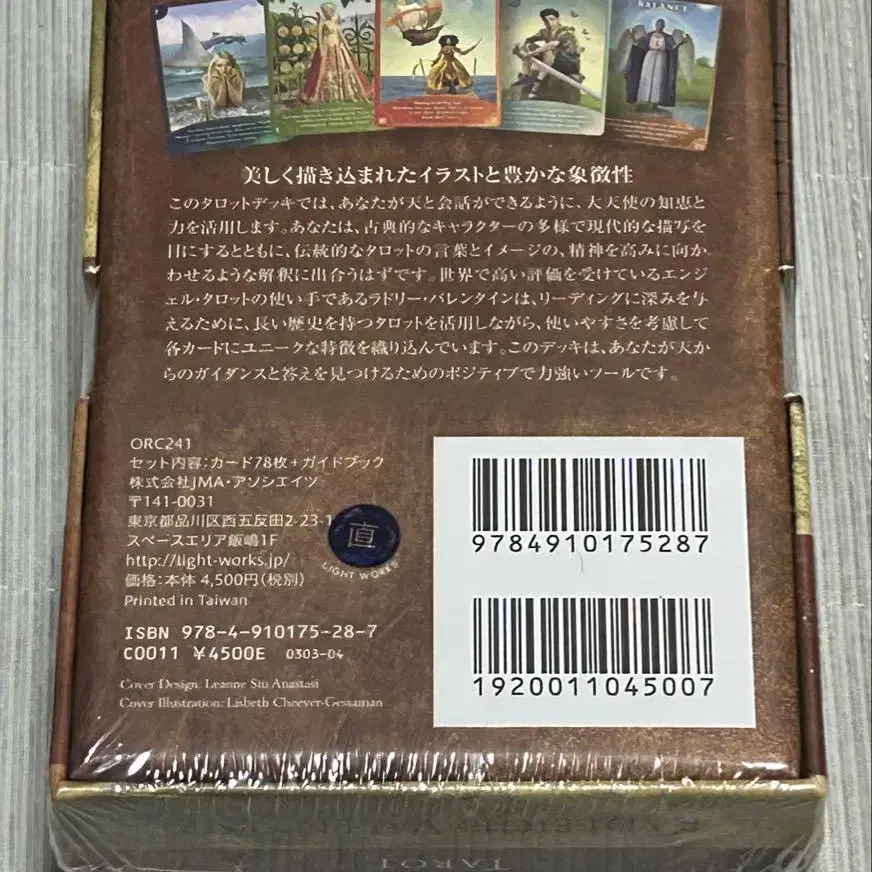 BALANCE
美しく描き込まれたイラストと豊かな象徴性
このタロットデッキでは、あなたが天と会話ができるように、大天使の知恵と
力を活用します。あなたは、古典的なキャラクターの多様で現代的な描写を
目にするとともに、伝統的なタロットの言葉とイメージの、精神を高みに向か
わせるような解釈に出合うはずです。世界で高い評価を受けているエンジ
ェル・タロットの使い手であるラドリー・バレンタインは、リーディングに深みを与
えるために、長い歴史を持つタロットを活用しながら、使いやすさを考慮して
各カードにユニークな特徴を織り込んでいます。このデッキは、あなたが天か
らのガイダンスと答えを見つけるためのポジティブで力強いツールです。
ORC241
セット内容:カード78枚+ガイドブック
株式会社JMA・アソシエイツ
〒141-0031
東京都品川区西五反田2-23-1
スペースエリア飯嶋1F
http://light-works.jp/
価格:本体 4,500円(税別)
Printed in Taiwan
直
LIGHT WORKS
ISBN 978-4-910175-28-7
C0011 ¥4500E 0303-04
Cover Design: Leanne Siu Anastasi
Cover Illustration: Lisbeth Cheever-Gessaman
9784910175287
1920011045007
RADLEIGH VALENTINE
TAROT